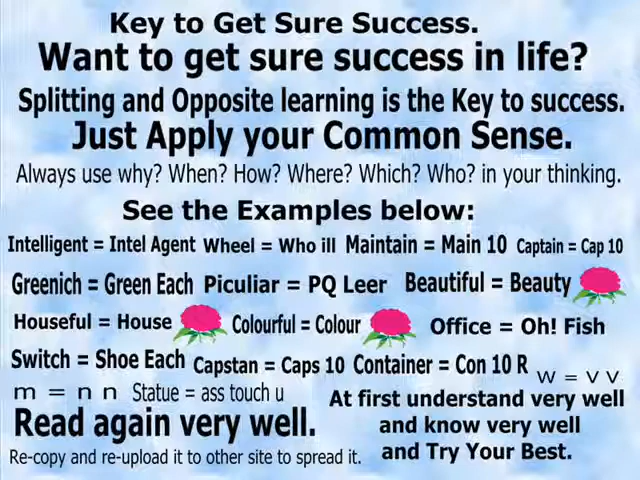 Key to Get Sure Success.
Want to get sure success in life?
Splitting and Opposite learning is the Key to success.
Just Apply your Common Sense.
Always use why? When? How? Where? Which? Who? in your thinking.
See the Examples below:
Intelligent = Intel Agent Wheel = Who ill Maintain = Main 10 Captain = Cap 10
Greenich = Green Each Piculiar = PQ Leer Beautiful = Beauty
Houseful = House Colourful = Colour Office = Oh! Fish
Switch = Shoe Each Capstan = Caps 10 Container = Con 10 R W = V V
m = n n Statue = ass touch u
At first understand very well
Read again very well.
and know very well
Re-copy and re-upload it to other site to spread it.
and Try Your Best.